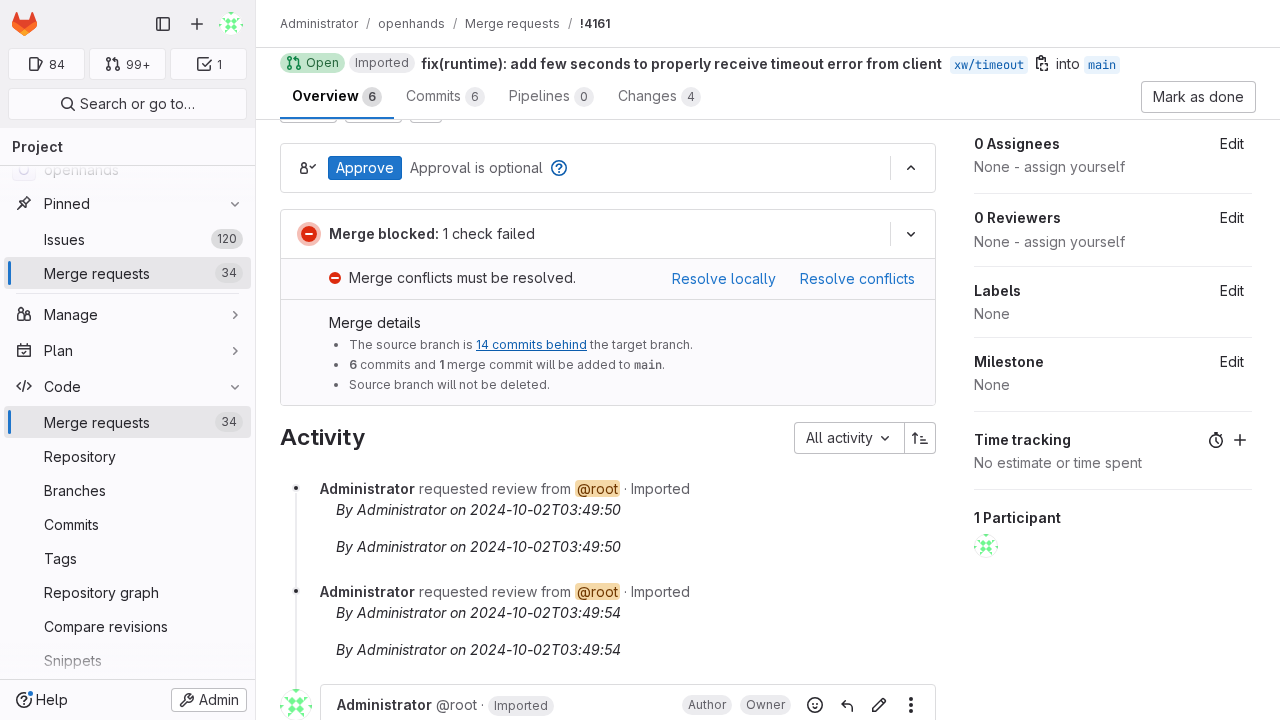 Administrator / openhands / Merge requests / !4161
84
99+
1
Search or go to…
Project
openhands
Pinned
Issues 120
Merge requests 34
Manage
Plan
Code
Merge requests 34
Repository
Branches
Commits
Tags
Repository graph
Compare revisions
Snippets
Help
Admin
Open Imported fix(runtime): add few seconds to properly receive timeout error from client xw/timeout into main
Overview 6 Commits 6 Pipelines 0 Changes 4
Mark as done
Approve Approval is optional
Merge blocked: 1 check failed
Merge conflicts must be resolved. Resolve locally Resolve conflicts
Merge details
The source branch is 14 commits behind the target branch.
6 commits and 1 merge commit will be added to main.
Source branch will not be deleted.
Activity
All activity
Administrator requested review from @root · Imported
By Administrator on 2024-10-02T03:49:50
By Administrator on 2024-10-02T03:49:50
Administrator requested review from @root · Imported
By Administrator on 2024-10-02T03:49:54
By Administrator on 2024-10-02T03:49:54
Administrator @root · Imported Author Owner
0 Assignees Edit
None - assign yourself
0 Reviewers Edit
None - assign yourself
Labels Edit
None
Milestone Edit
None
Time tracking
No estimate or time spent
1 Participant